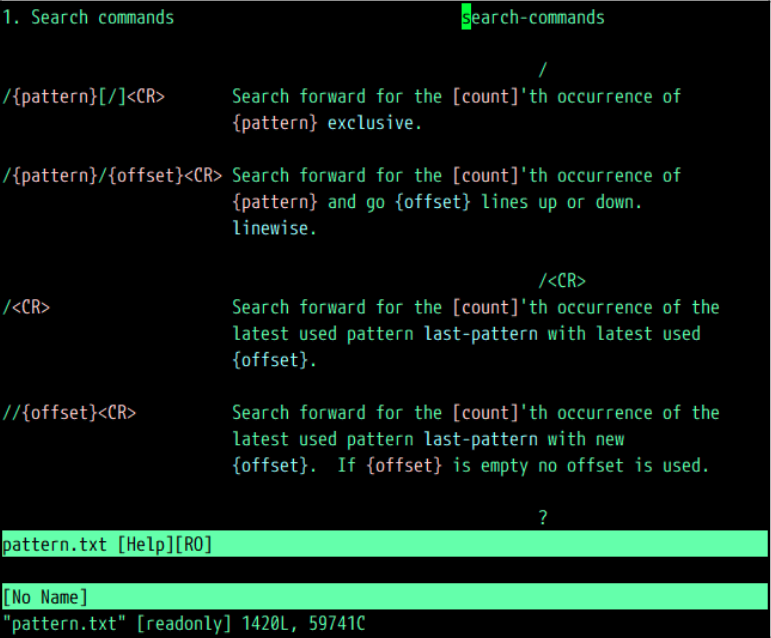 1. Search commands search-commands
/
/{pattern}[/]<CR> Search forward for the [count]'th occurrence of
{pattern} exclusive.
/{pattern}/{offset}<CR> Search forward for the [count]'th occurrence of
{pattern} and go {offset} lines up or down.
linewise.
/<CR>
/<CR> Search forward for the [count]'th occurrence of the
latest used pattern last-pattern with latest used
{offset}.
//{offset}<CR> Search forward for the [count]'th occurrence of the
latest used pattern last-pattern with new
{offset}.  If {offset} is empty no offset is used.
?
pattern.txt [Help][RO]
[No Name]
"pattern.txt" [readonly] 1420L, 59741C